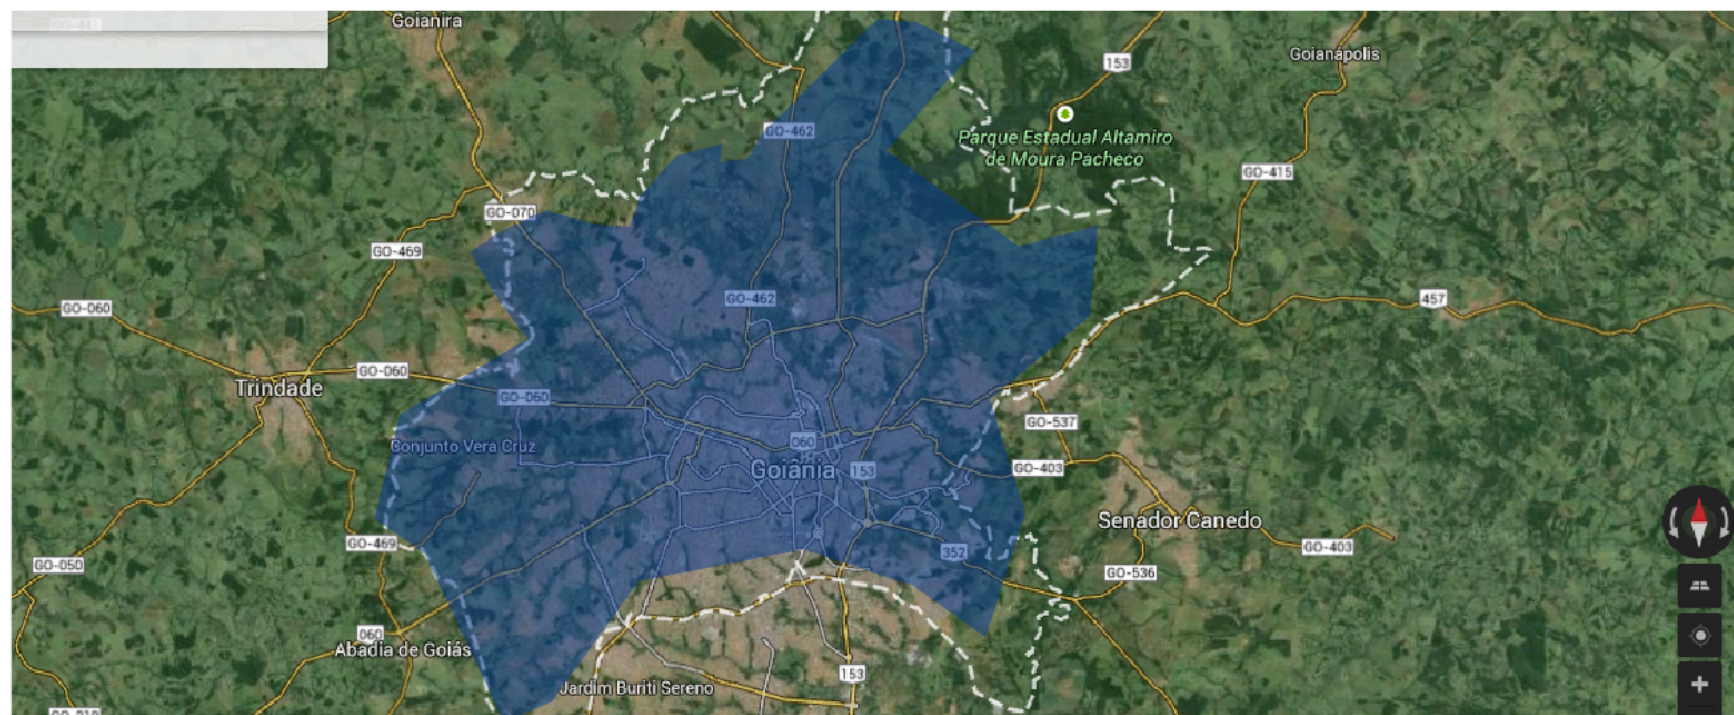 GO-461
Goianira
Goianápolis
153
GO-462
Parque Estadual Altamiro
de Moura Pacheco
GO-415
GO-070
GO-469
GO-462
457
GO-060
GO-060
Trindade
GO-060
GO-537
Conjunto Vera Cruz
060
Goiânia
153
GO-403
Senador Canedo
GO-469
352
GO-403
GO-050
GO-536
060
Abadia de Goiás
153
Jardim Buriti Sereno